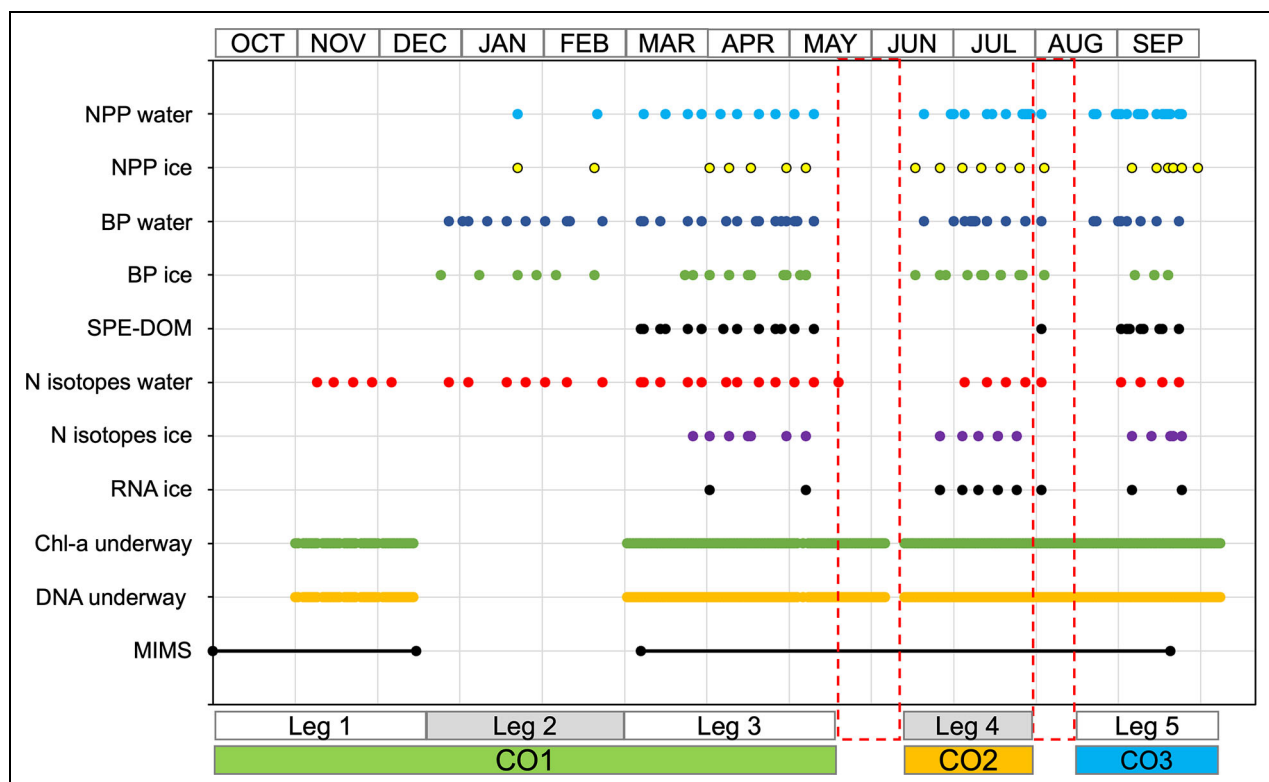 OCT NOV DEC JAN FEB MAR APR MAY JUN JUL AUG SEP
NPP water
NPP ice
BP water
BP ice
SPE-DOM
N isotopes water
N isotopes ice
RNA ice
Chl-a underway
DNA underway
MIMS
Leg 1 Leg 2 Leg 3 Leg 4 Leg 5
CO1 CO2 CO3